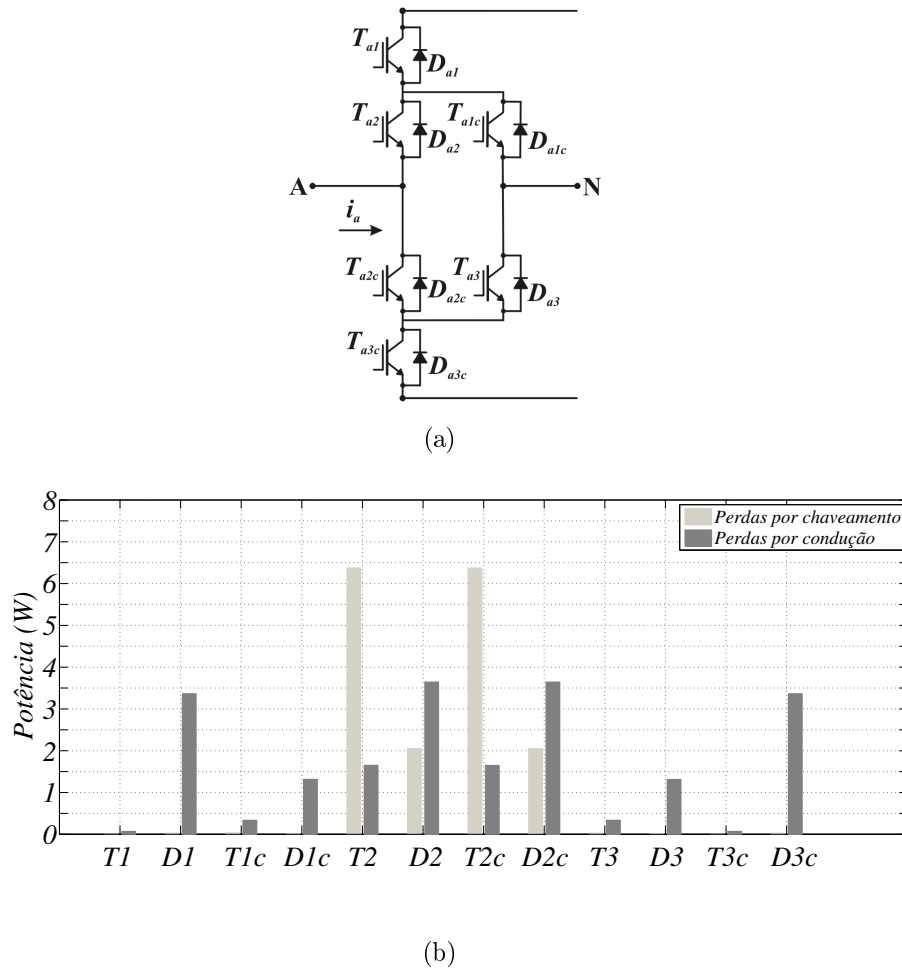 Ta1
Da1
Ta2
Da2
Ta1c
Da1c
A
N
ia
Ta2c
Da2c
Ta3
Da3
Ta3c
Da3c
(a)
Perdas por chaveamento
Perdas por condução
Potência (W)
8
7
6
5
4
3
2
1
0
T1 D1 T1c D1c T2 D2 T2c D2c T3 D3 T3c D3c
(b)